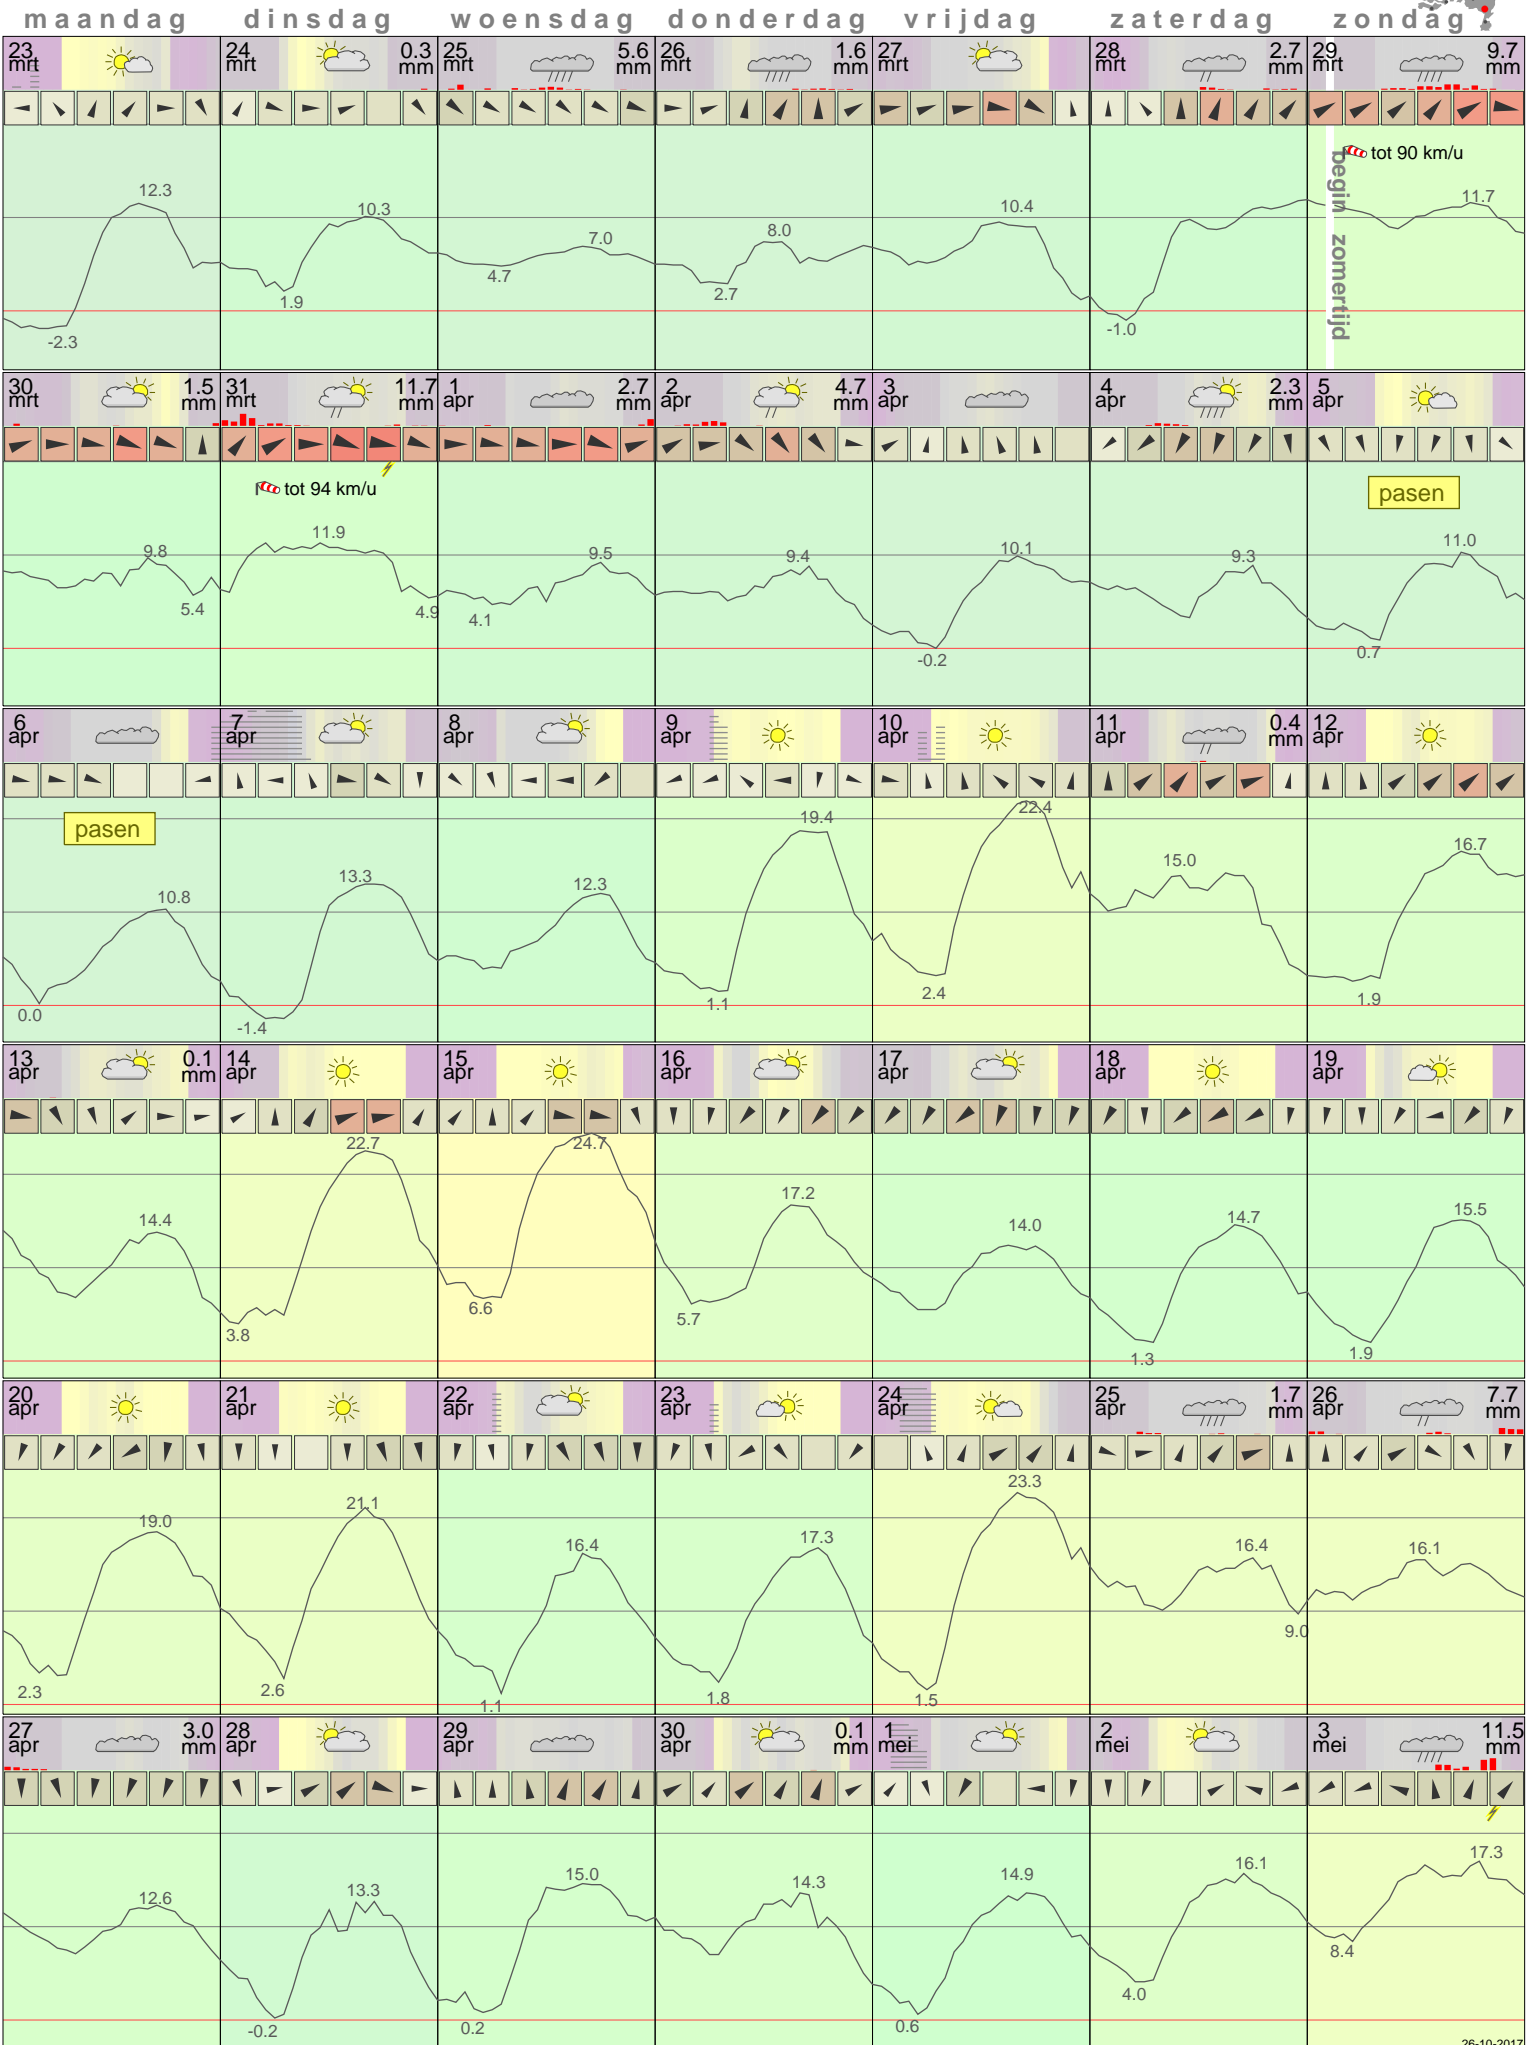 maandag dinsdag woensdag donderdag vrijdag zaterdag zondag
23 24 0.3 25 5.6 26 1.6 27 28 2.7 29 9.7
mrt mrt mm mrt mm mrt mm mrt mrt mm mrt mm
begin zomertijd
tot 90 km/u
12.3 10.3 7.0 8.0 10.4 11.7
-2.3 1.9 4.7 2.7 -1.0
30 1.5 31 11.7 1 2.7 2 4.7 3 4 2.3 5
mrt mm mrt mm apr mm apr mm apr apr mm apr
tot 94 km/u pasen
9.8 11.9 9.5 9.4 10.1 9.3 11.0
5.4 4.9 4.1 -0.2 0.7
6 7 8 9 10 11 0.4 12
apr apr apr apr apr apr mm apr
pasen
10.8 13.3 12.3 19.4 22.4 15.0 16.7
0.0 -1.4 1.1 2.4 1.9
13 0.1 14 15 16 17 18 19
apr mm apr apr apr apr apr apr
14.4 22.7 24.7 17.2 14.0 14.7 15.5
3.8 6.6 5.7 1.3 1.9
20 21 22 23 24 25 1.7 26 7.7
apr apr apr apr apr apr mm apr mm
19.0 21.1 16.4 17.3 23.3 16.4 16.1
2.3 2.6 1.1 1.8 1.5 9.0
27 3.0 28 29 30 0.1 1 2 3 11.5
apr mm apr apr apr mm mei mei mei mm
12.6 13.3 15.0 14.3 14.9 16.1 17.3
-0.2 0.2 0.6 4.0 8.4
26-10-2017